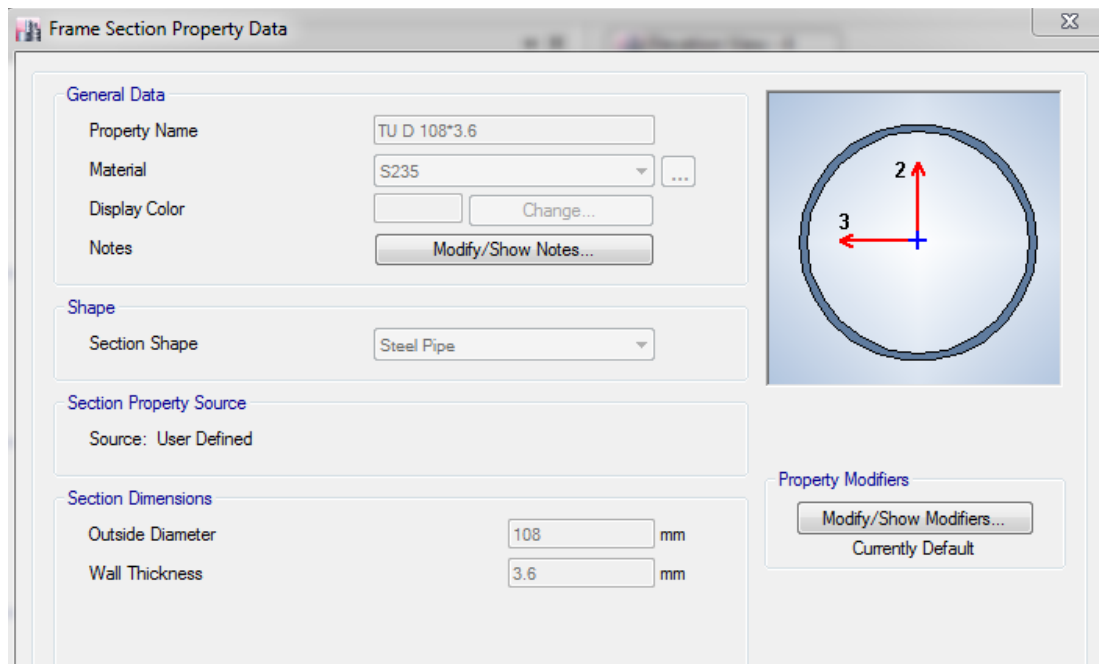 Frame Section Property Data
General Data
Property Name TU D 108*3.6
Material S235 ...
Display Color Change...
Notes Modify/Show Notes...
Shape
Section Shape Steel Pipe
Section Property Source
Source: User Defined
Section Dimensions
Outside Diameter 108 mm
Wall Thickness 3.6 mm
2
3
Property Modifiers
Modify/Show Modifiers...
Currently Default